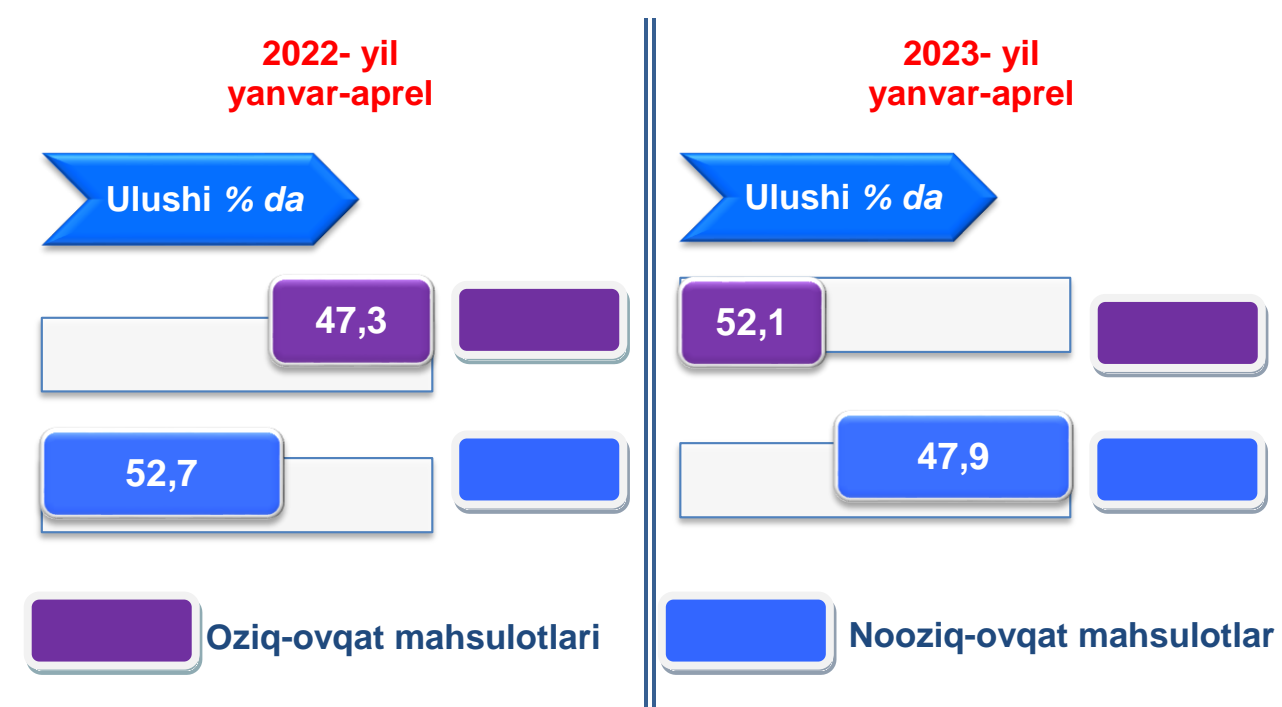 2022- yil
yanvar-aprel
Ulushi % da
47,3
52,7
2023- yil
yanvar-aprel
Ulushi % da
52,1
47,9
Oziq-ovqat mahsulotlari
Nooziq-ovqat mahsulotlar